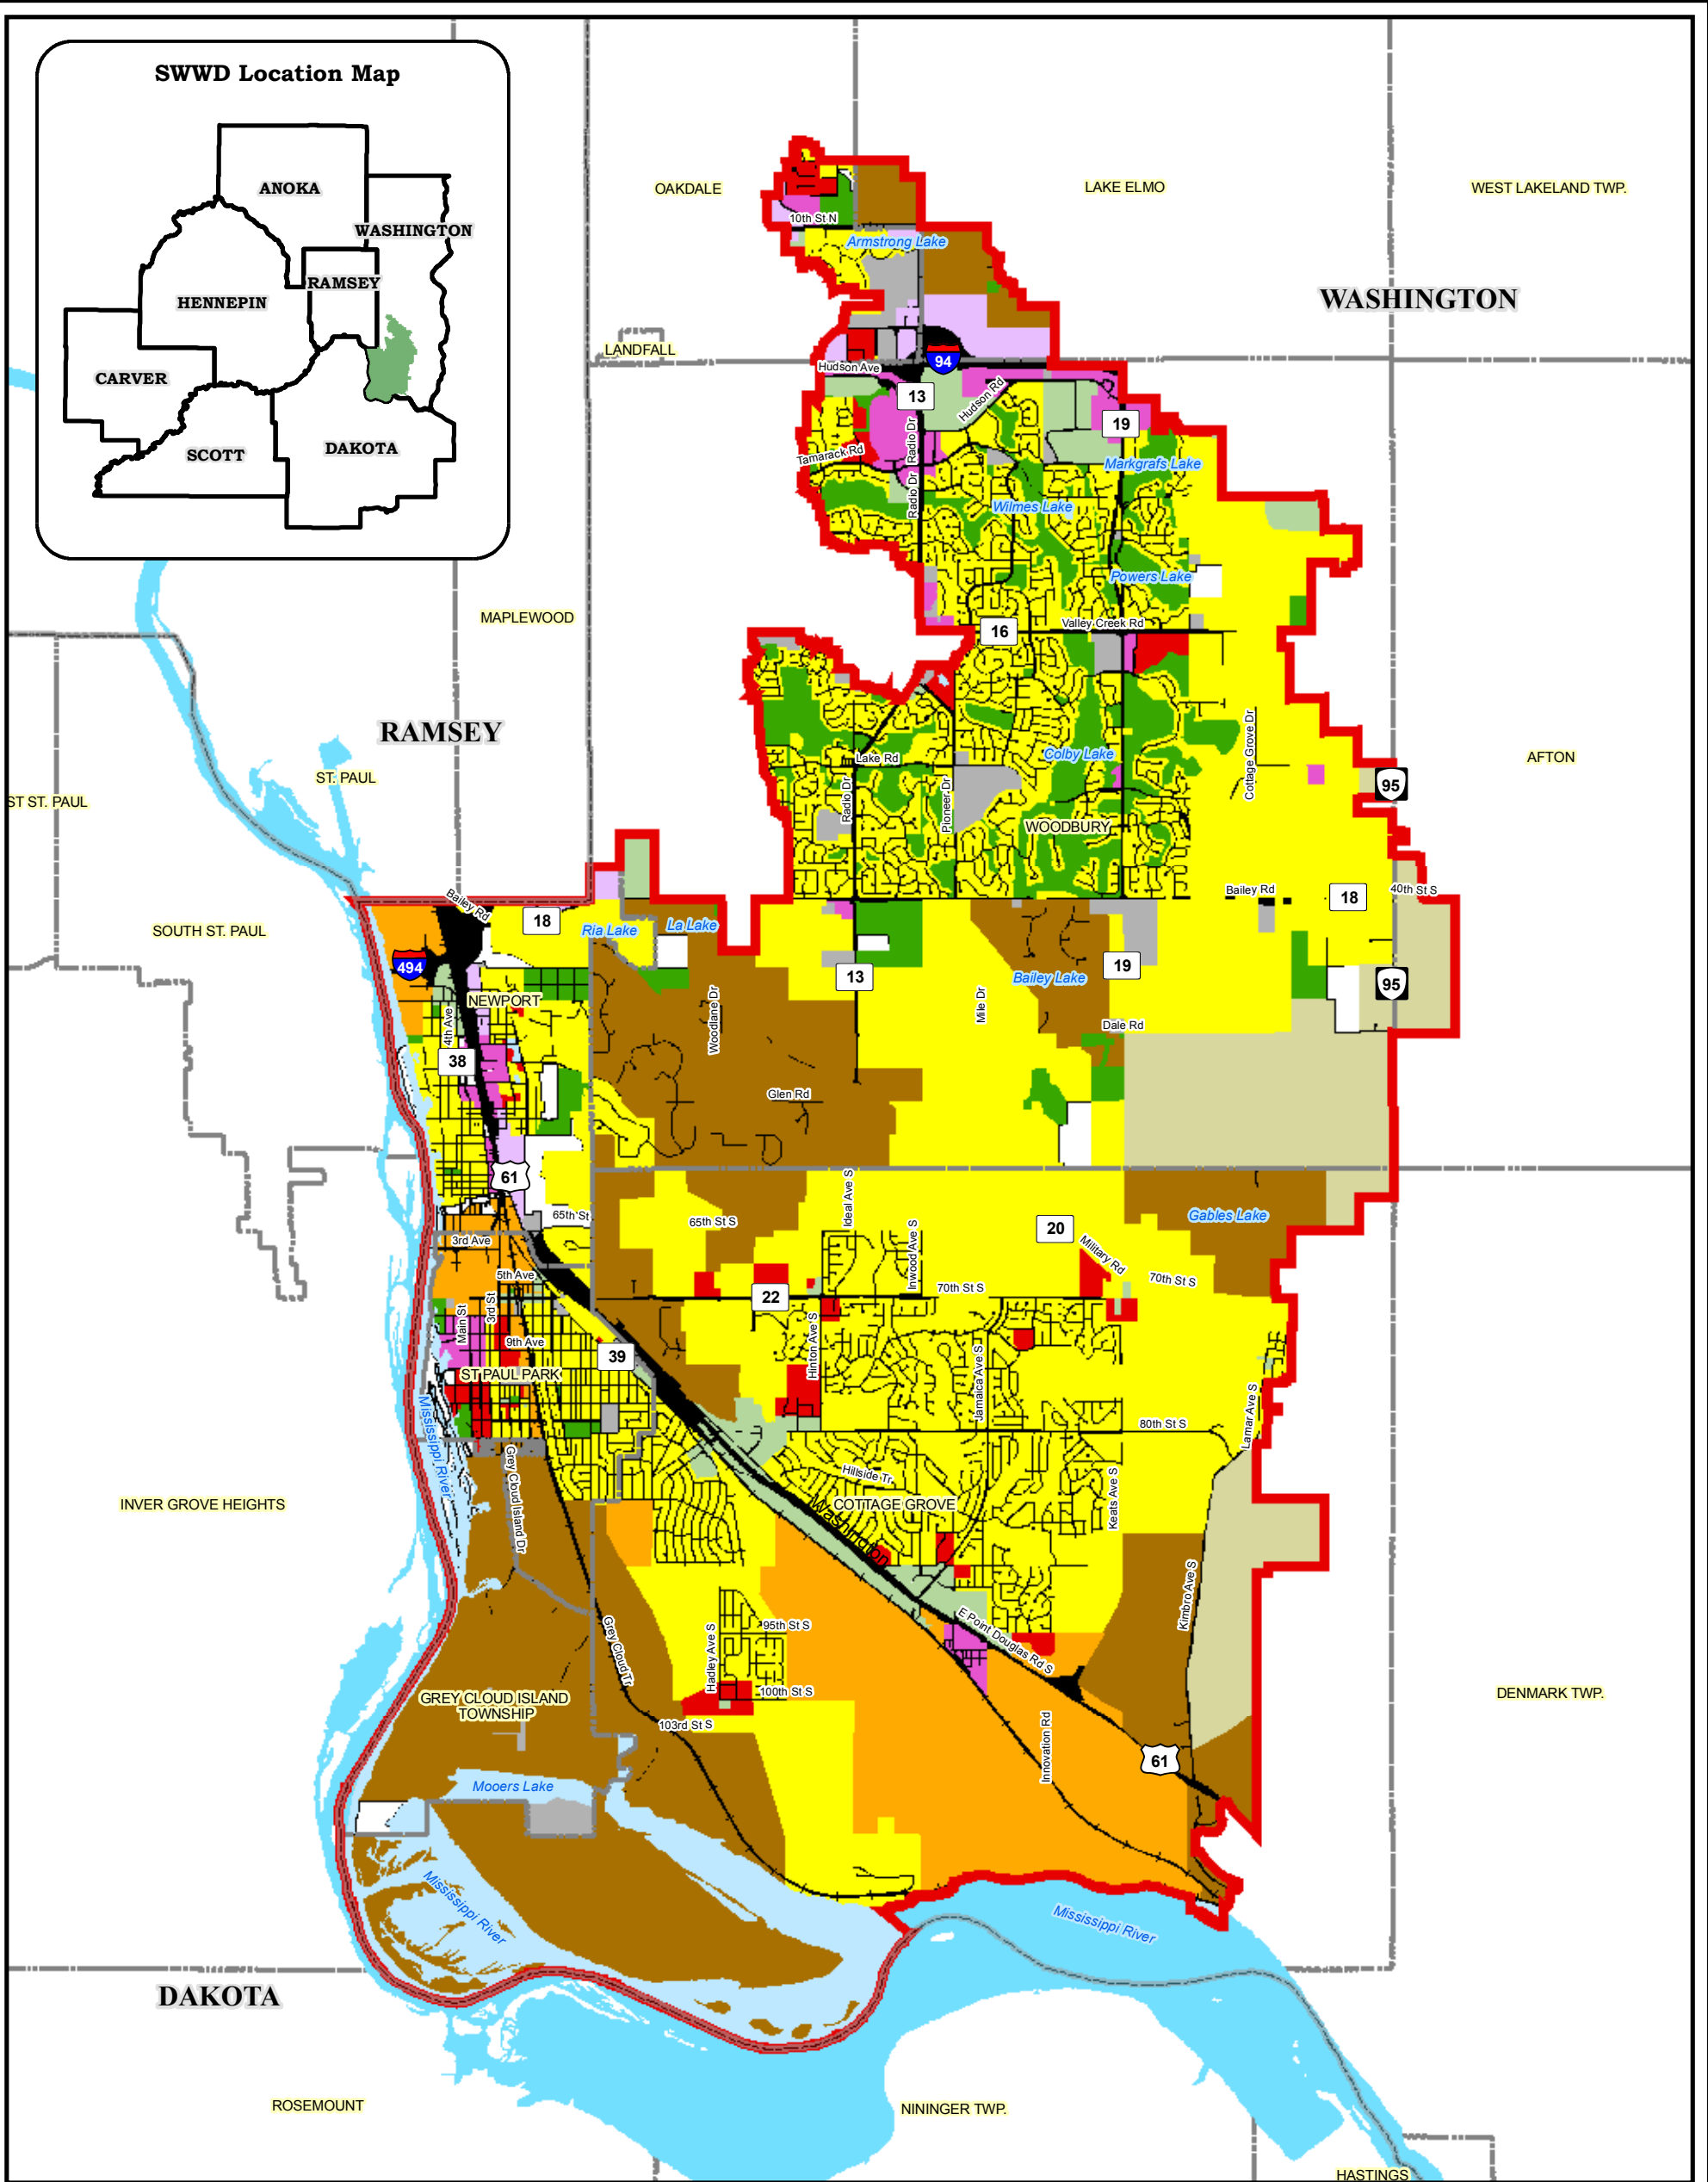 SWWD Location Map
ANOKA
WASHINGTON
RAMSEY
HENNEPIN
CARVER
SCOTT
DAKOTA
OAKDALE
LAKE ELMO
WEST LAKELAND TWP.
10th St N
Armstrong Lake
WASHINGTON
LANDFALL
94
Hudson Ave
13
Hudson Rd
19
Radio Dr
Tamarack Rd
Markgrafs Lake
Radio Dr
Wilmes Lake
Powers Lake
MAPLEWOOD
16
Valley Creek Rd
RAMSEY
Cottage Grove Dr
Colby Lake
Lake Rd
AFTON
ST. PAUL
95
ST ST. PAUL
Radio Dr
Pioneer Dr
WOODBURY
Bailey Rd
18
40th St S
Bailey Rd
18
Ria Lake
La Lake
SOUTH ST. PAUL
494
13
19
Bailey Lake
95
NEWPORT
Woodlane Dr
Mile Dr
4th Ave
Dale Rd
38
Glen Rd
61
Ideal Ave S
65th St
65th St S
Gables Lake
20
3rd Ave
Inwood Ave S
Military Rd
5th Ave
70th St S
70th St S
22
3rd St
Main St
9th Ave
Hinton Ave S
39
ST PAUL PARK
Jamaica Ave S
Mississippi River
80th St S
Lamar Ave S
Grey Cloud Island Dr
Hillside Tr
Keats Ave S
INVER GROVE HEIGHTS
COTTAGE GROVE
Washington
Kimbro Ave S
Grey Cloud Tr
95th St S
Hadley Ave S
E Point Douglas Rd S
GREY CLOUD ISLAND
TOWNSHIP
100th St S
DENMARK TWP.
103rd St S
Innovation Rd
61
Mooers Lake
Mississippi River
Mississippi River
DAKOTA
ROSEMOUNT
NININGER TWP.
HASTINGS